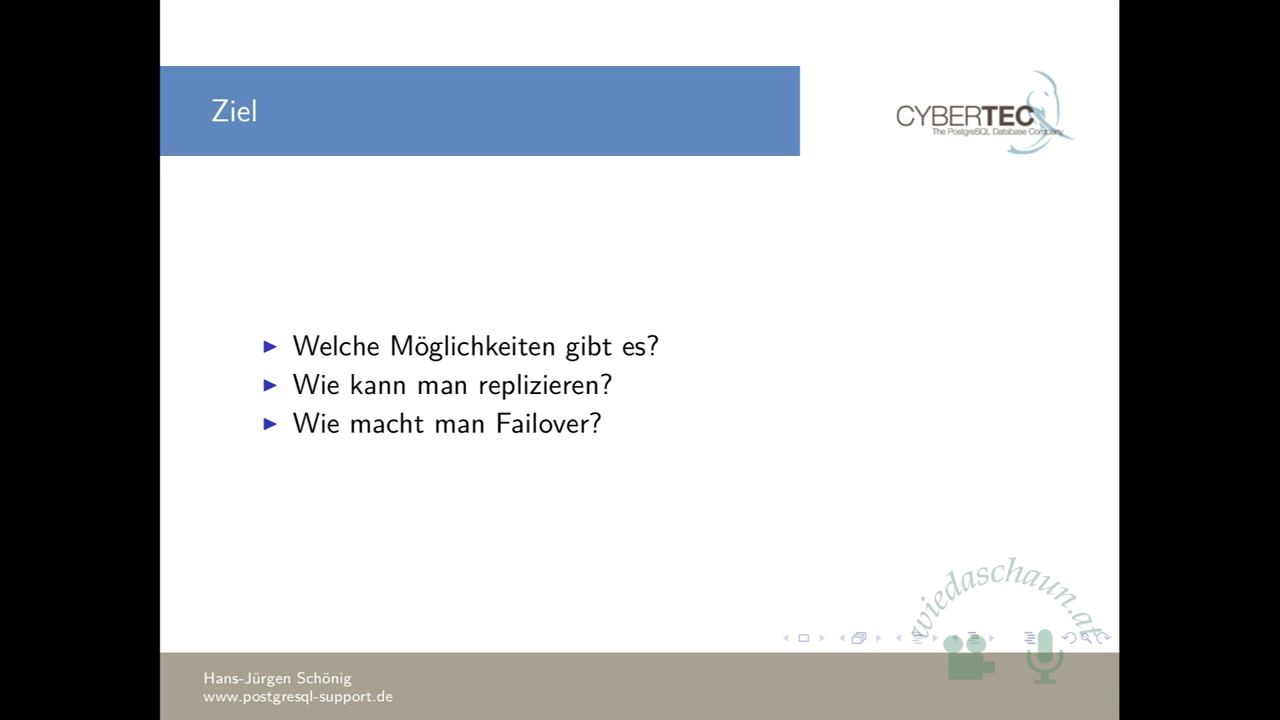 Ziel
CYBERTEC
The PostgreSQL Database Company
Welche Möglichkeiten gibt es?
Wie kann man replizieren?
Wie macht man Failover?
wiedaschaun.at
Hans-Jürgen Schönig
www.postgresql-support.de